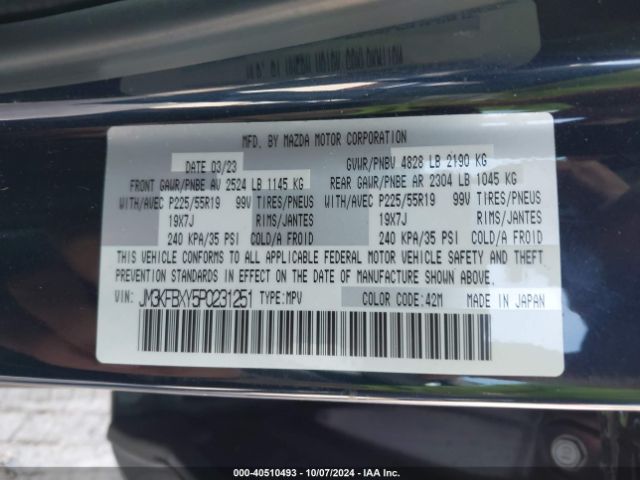 MFD. BY MAZDA MOTOR CORPORATION
DATE 03/23 GVWR/PNBV 4828 LB 2190 KG
FRONT GAWR/PNBE AV 2524 LB 1145 KG REAR GAWR/PNBE AR 2304 LB 1045 KG
WITH/AVEC P225/55R19 99V TIRES/PNEUS WITH/AVEC P225/55R19 99V TIRES/PNEUS
19X7J RIMS/JANTES 19X7J RIMS/JANTES
240 KPA/35 PSI COLD/A FROID 240 KPA/35 PSI COLD/A FROID
THIS VEHICLE CONFORMS TO ALL APPLICABLE FEDERAL MOTOR VEHICLE SAFETY AND THEFT
PREVENTION STANDARDS IN EFFECT ON THE DATE OF MANUFACTURE SHOWN ABOVE.
VIN: JM3KFBXY5P0231251 TYPE:MPV COLOR CODE:42M MADE IN JAPAN
000-40510493 - 10/07/2024 - IAA Inc.